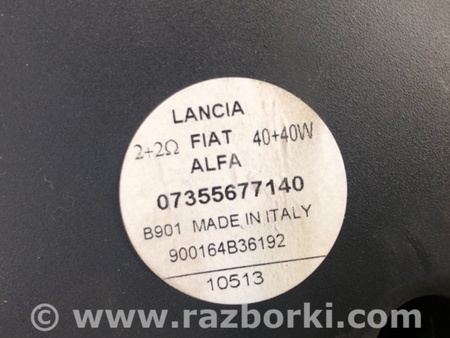 LANCIA
2+2Ω FIAT 40+40W
ALFA
07355677140
B901 MADE IN ITALY
900164B36192
10513
© www.razborki.com